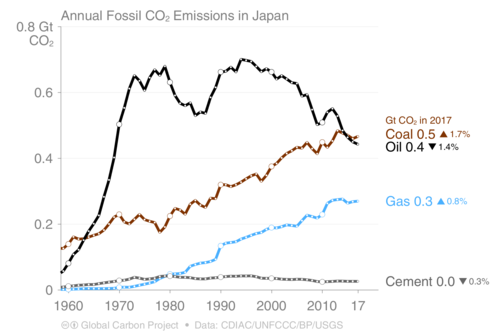 Annual Fossil CO₂ Emissions in Japan
0.8 Gt
CO₂
0.6
0.4
0.2
0
1960 1970 1980 1990 2000 2010 17
Gt CO₂ in 2017
Coal 0.5 ▲ 1.7%
Oil 0.4 ▼ 1.4%
Gas 0.3 ▲ 0.8%
Cement 0.0 ▼ 0.3%
Global Carbon Project • Data: CDIAC/UNFCCC/BP/USGS